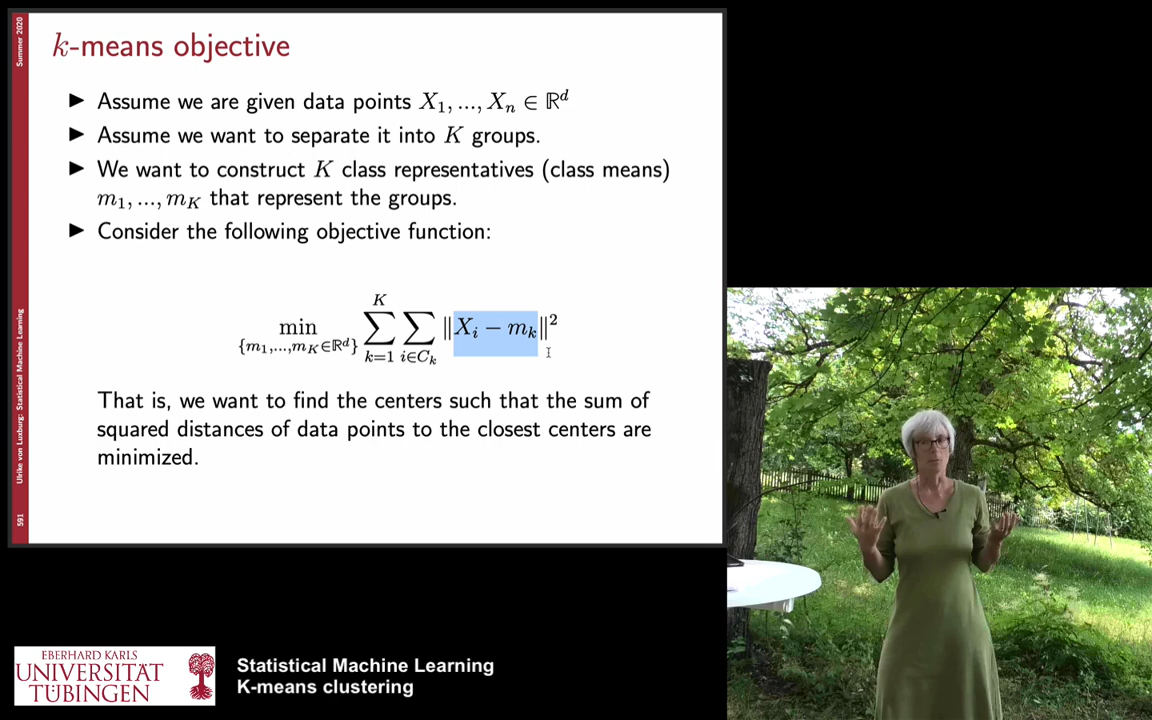 Summer 2020
k-means objective
▶ Assume we are given data points X₁, ..., Xₙ ∈ ℝᵈ
▶ Assume we want to separate it into K groups.
▶ We want to construct K class representatives (class means)
m₁, ..., m_K that represent the groups.
▶ Consider the following objective function:
min_{m₁,...,m_K∈ℝᵈ} ∑_{k=1}^{K} ∑_{i∈C_k} ‖X_i − m_k‖²
That is, we want to find the centers such that the sum of
squared distances of data points to the closest centers are
minimized.
Ulrike von Luxburg: Statistical Machine Learning
591
EBERHARD KARLS
UNIVERSITÄT
TÜBINGEN
Statistical Machine Learning
K-means clustering